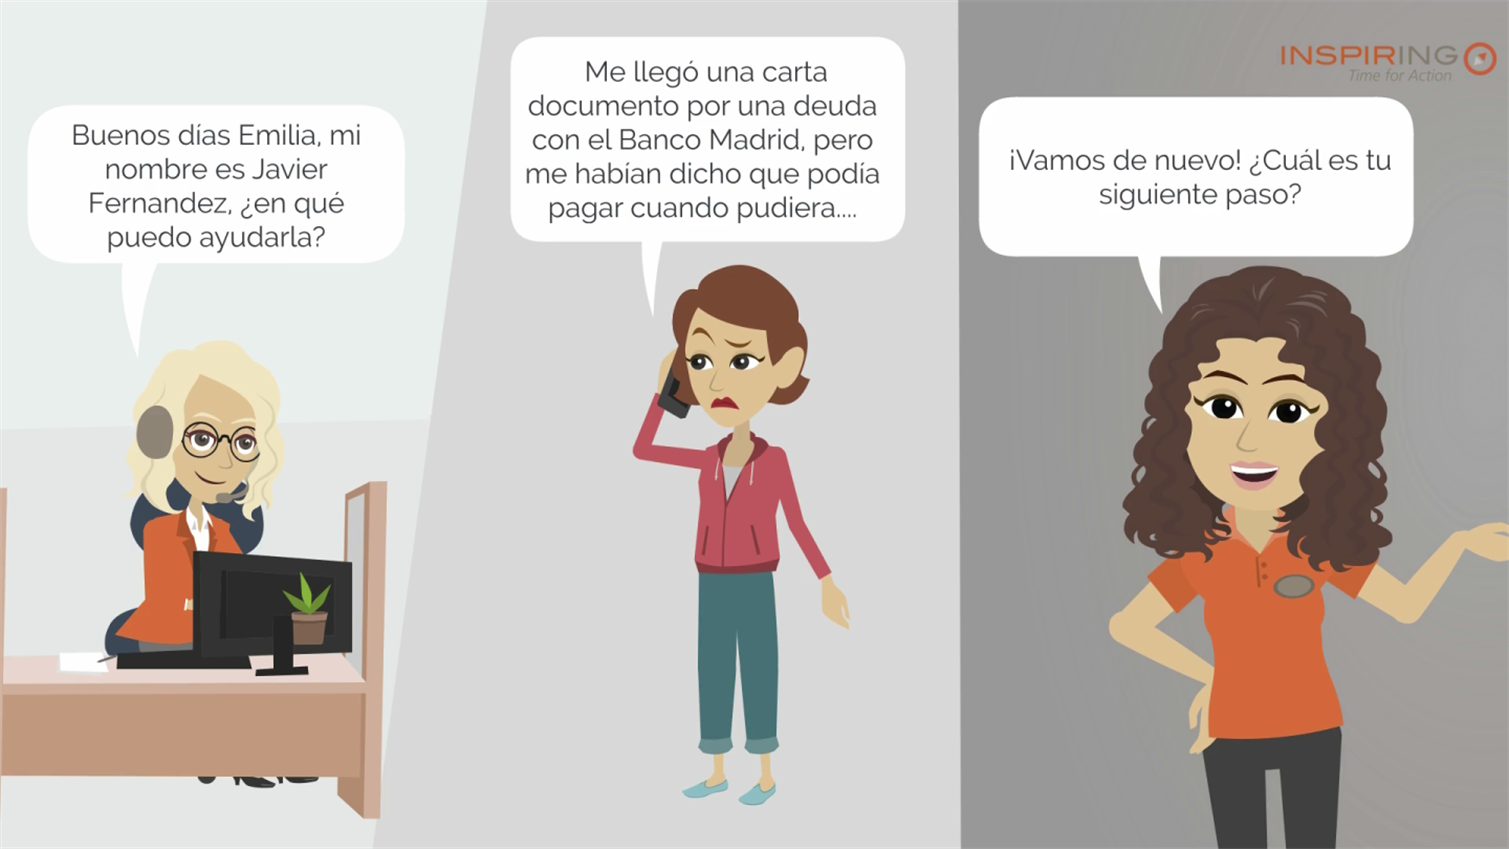 Buenos días Emilia, mi
nombre es Javier
Fernandez, ¿en qué
puedo ayudarla?
Me llegó una carta
documento por una deuda
con el Banco Madrid, pero
me habían dicho que podía
pagar cuando pudiera....
INSPIRING
Time for Action
¡Vamos de nuevo! ¿Cuál es tu
siguiente paso?